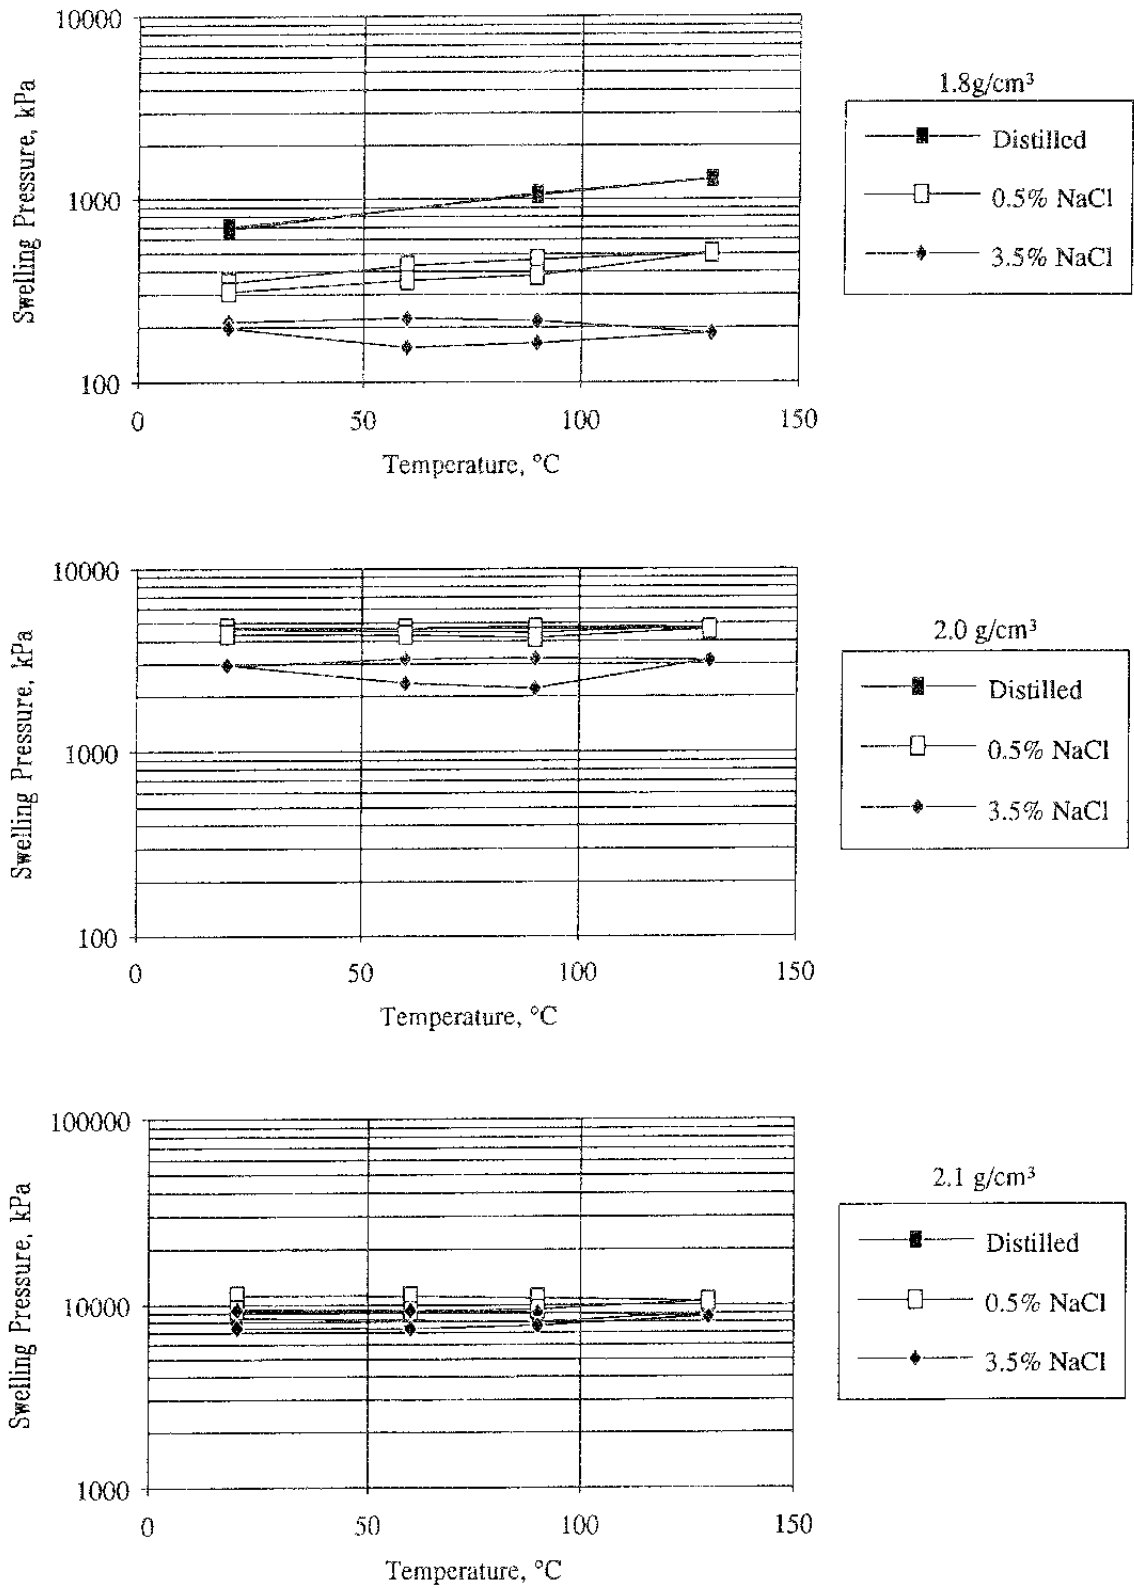 10000
1000
100
Swelling Pressure, kPa
0 50 100 150
Temperature, °C
1.8g/cm³
Distilled
0.5% NaCl
3.5% NaCl
10000
1000
100
Swelling Pressure, kPa
0 50 100 150
Temperature, °C
2.0 g/cm³
Distilled
0.5% NaCl
3.5% NaCl
100000
10000
1000
Swelling Pressure, kPa
0 50 100 150
Temperature, °C
2.1 g/cm³
Distilled
0.5% NaCl
3.5% NaCl